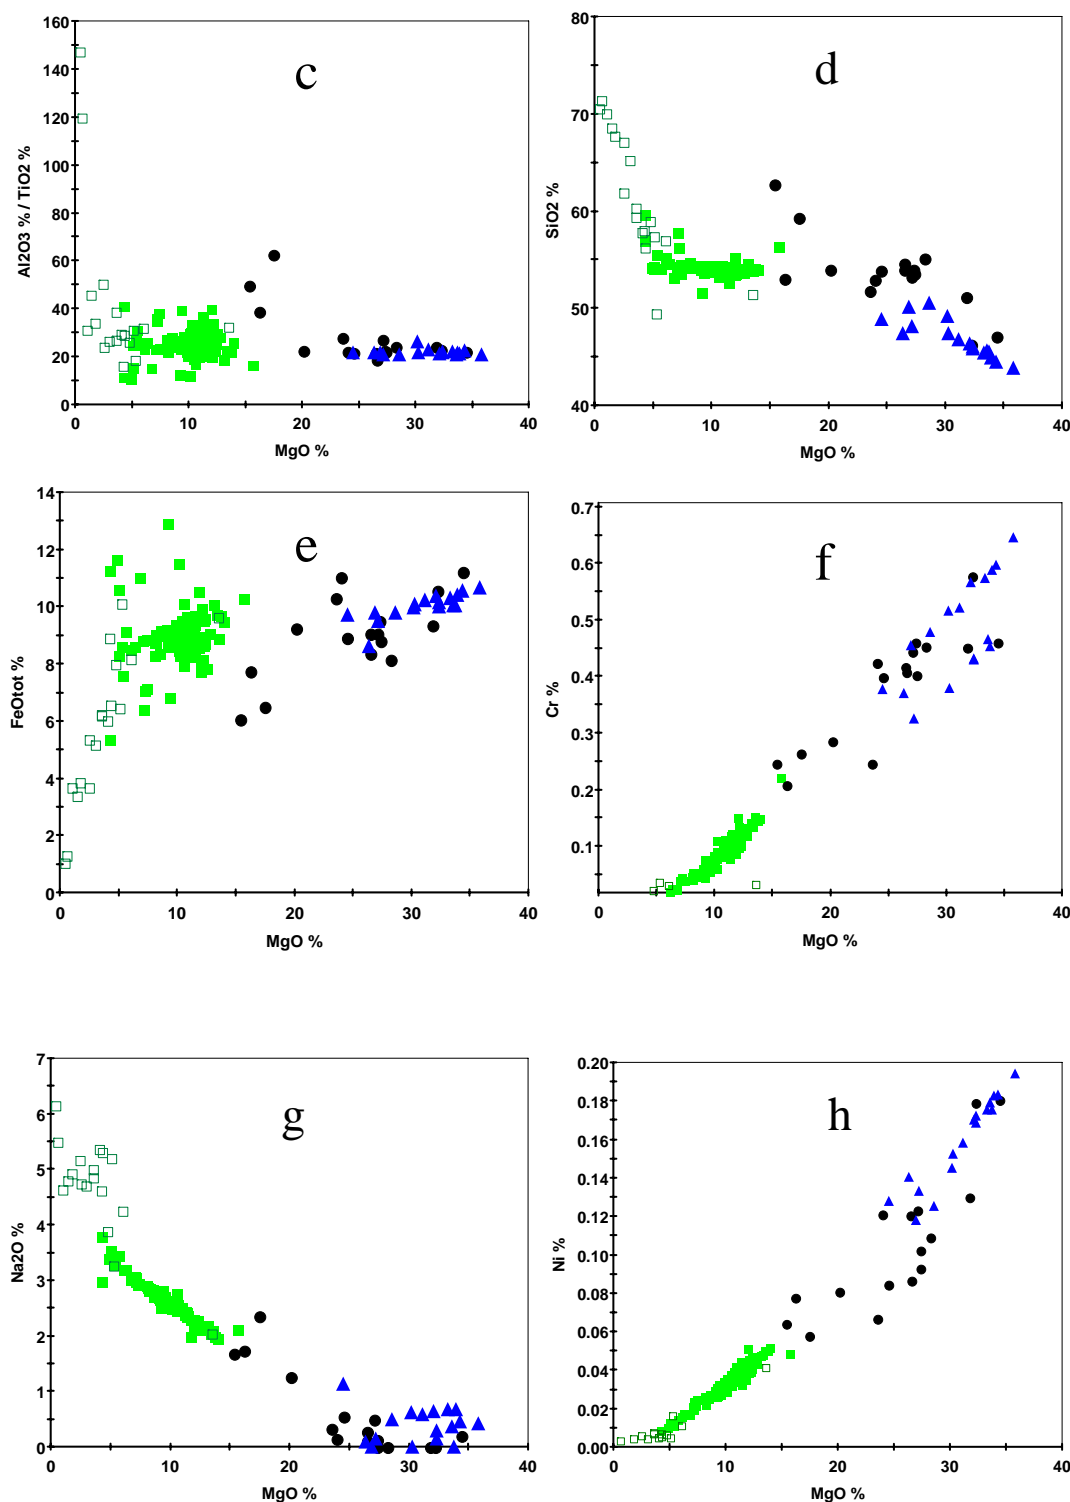 160
140
120
100
80
60
40
20
0
Al2O3 % / TiO2 %
c
0 10 20 30 40
MgO %
80
70
60
50
40
SiO2 %
d
0 10 20 30 40
MgO %
14
12
10
8
6
4
2
0
FeOtot %
e
0 10 20 30 40
MgO %
0.7
0.6
0.5
0.4
0.3
0.2
0.1
Cr %
f
0 10 20 30 40
MgO %
7
6
5
4
3
2
1
0
Na2O %
g
0 10 20 30 40
MgO %
0.20
0.18
0.16
0.14
0.12
0.10
0.08
0.06
0.04
0.02
0.00
Ni %
h
0 10 20 30 40
MgO %